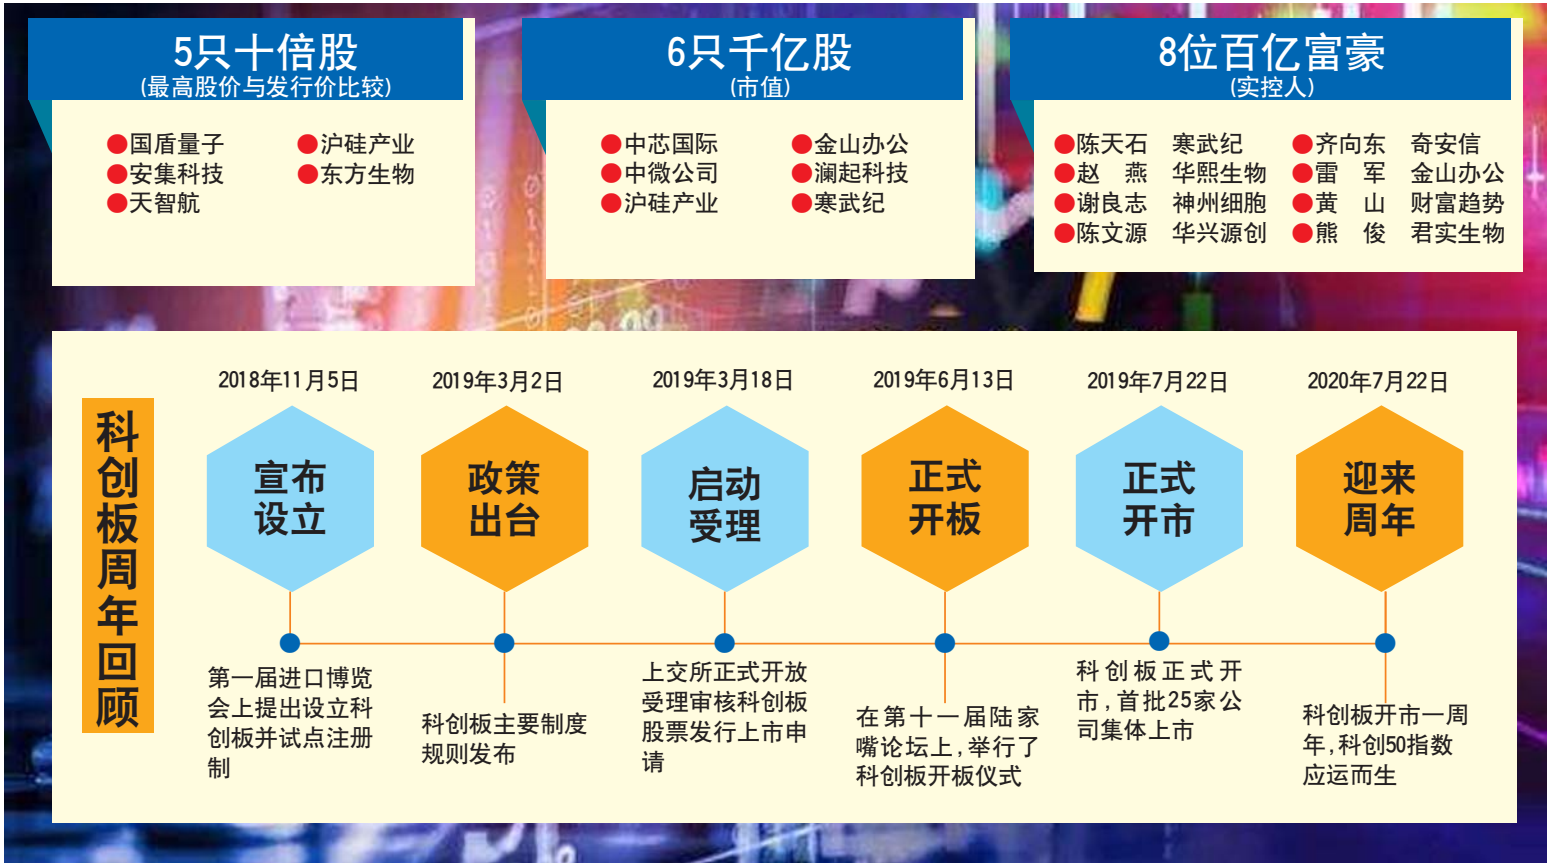 5只十倍股
(最高股价与发行价比较)
●国盾量子 ●沪硅产业
●安集科技 ●东方生物
●天智航
6只千亿股
(市值)
●中芯国际 ●金山办公
●中微公司 ●澜起科技
●沪硅产业 ●寒武纪
8位百亿富豪
(实控人)
●陈天石 寒武纪 ●齐向东 奇安信
●赵 燕 华熙生物 ●雷 军 金山办公
●谢良志 神州细胞 ●黄 山 财富趋势
●陈文源 华兴源创 ●熊 俊 君实生物
科创板周年回顾
2018年11月5日
宣布
设立
第一届进口博览
会上提出设立科
创板并试点注册
制
2019年3月2日
政策
出台
科创板主要制度
规则发布
2019年3月18日
启动
受理
上交所正式开放
受理审核科创板
股票发行上市申
请
2019年6月13日
正式
开板
在第十一届陆家
嘴论坛上,举行了
科创板开板仪式
2019年7月22日
正式
开市
科创板正式开
市,首批25家公
司集体上市
2020年7月22日
迎来
周年
科创板开市一周
年,科创50指数
应运而生